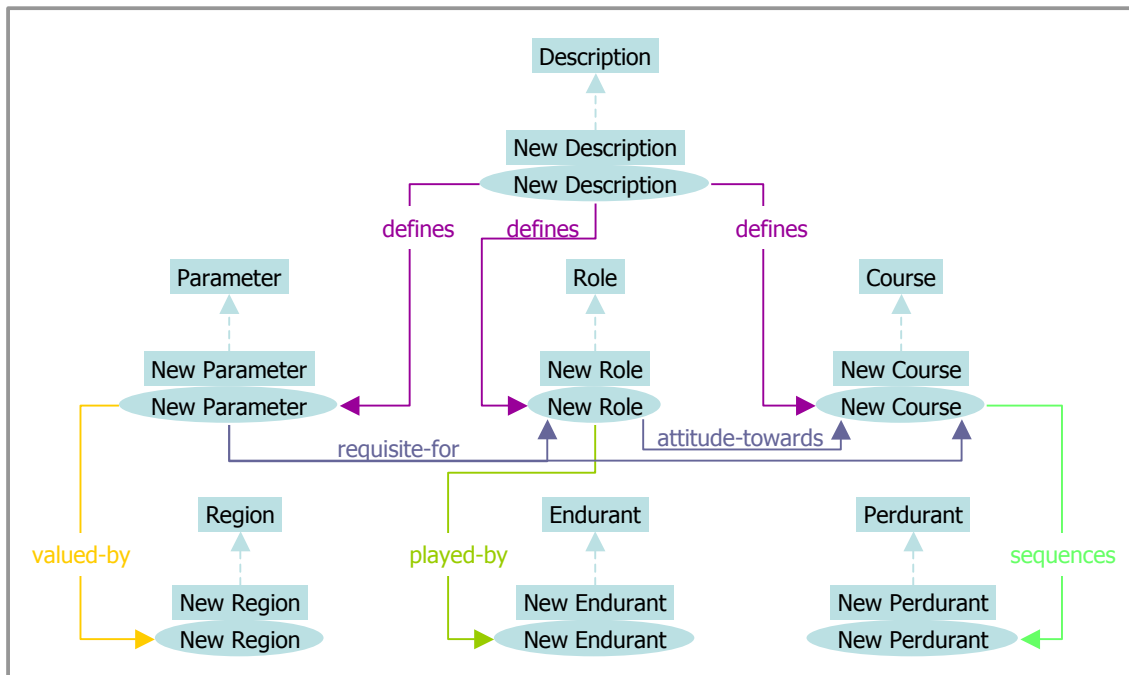 Description
New Description
New Description
defines
defines
defines
Parameter
Role
Course
New Parameter
New Role
New Course
New Parameter
New Role
New Course
requisite-for
attitude-towards
Region
Endurant
Perdurant
valued-by
played-by
sequences
New Region
New Endurant
New Perdurant
New Region
New Endurant
New Perdurant